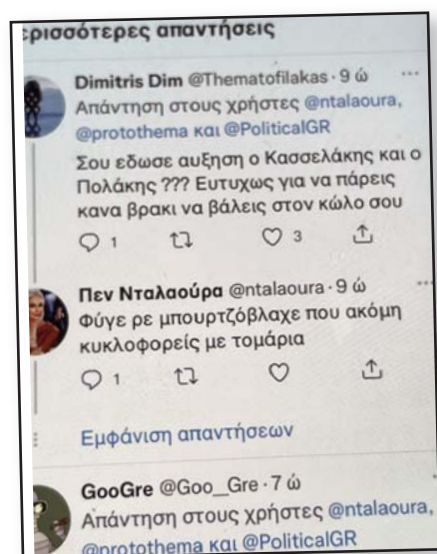 ερισσότερες απαντήσεις
Dimitris Dim @Thematofilakas · 9 ώ
Απάντηση στους χρήστες @ntalaoura,
@protothema και @PoliticalGR
Σου εδωσε αυξηση ο Κασσελάκης και ο
Πολάκης ??? Ευτυχως για να πάρεις
κανα βρακι να βάλεις στον κώλο σου
1 3
Πεν Νταλαούρα @ntalaoura · 9 ώ
Φύγε ρε μπουρτζόβλαχε που ακόμη
κυκλοφορείς με τομάρια
1
Εμφάνιση απαντήσεων
GooGre @Goo_Gre · 7 ώ
Απάντηση στους χρήστες @ntalaoura,
@protothema και @PoliticalGR